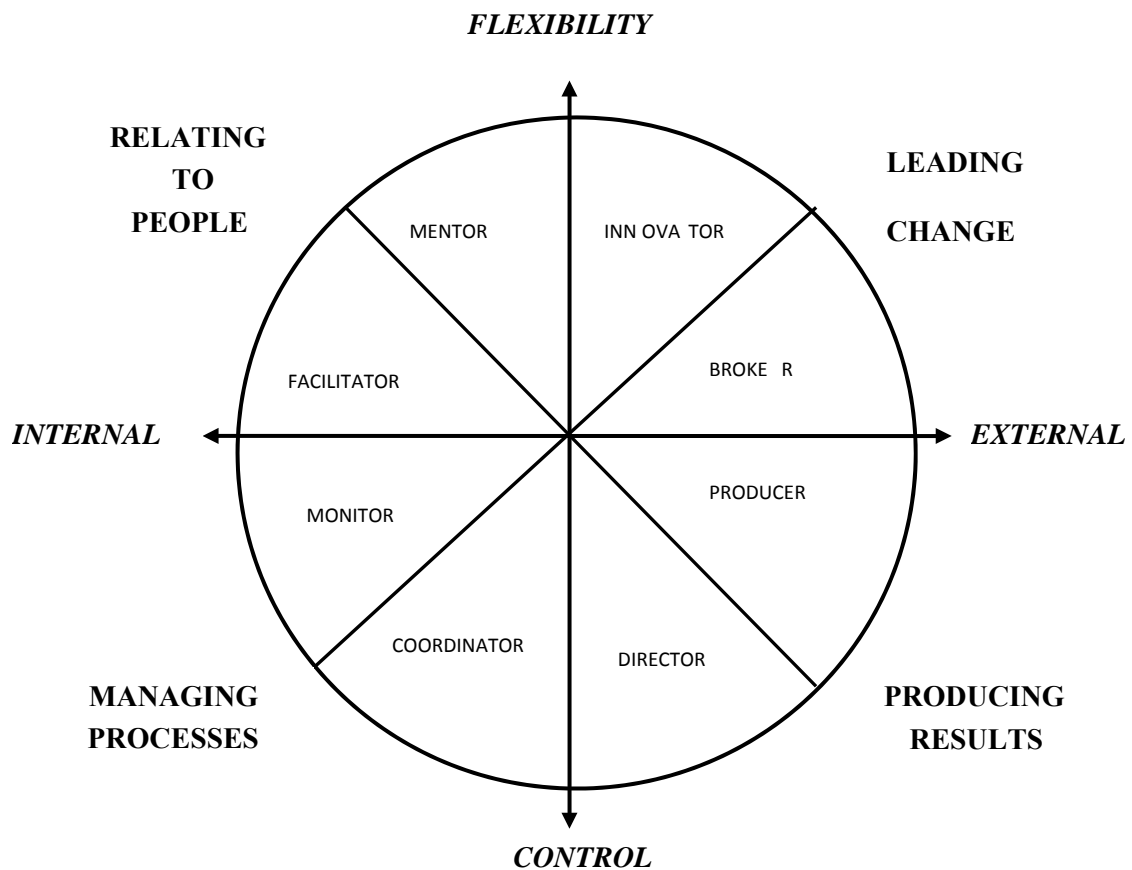 FLEXIBILITY
RELATING
TO
PEOPLE
LEADING
CHANGE
MENTOR
INN OVA TOR
FACILITATOR
BROKE R
INTERNAL
EXTERNAL
MONITOR
PRODUCER
COORDINATOR
DIRECTOR
MANAGING
PROCESSES
PRODUCING
RESULTS
CONTROL